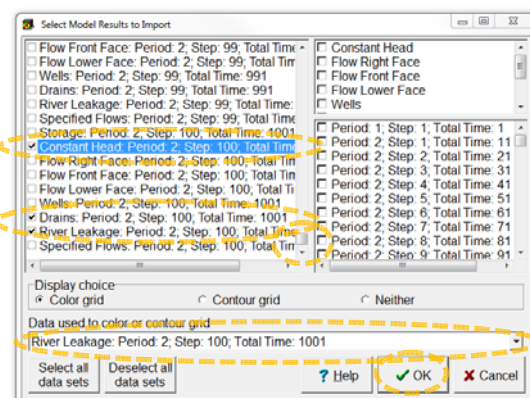 Select Model Results to Import
Flow Front Face: Period: 2; Step: 99; Total Time
Flow Lower Face: Period: 2; Step: 99; Total Tim
Wells: Period: 2; Step: 99; Total Time: 991
Drains: Period: 2; Step: 99; Total Time: 991
River Leakage: Period: 2; Step: 99; Total Time:
Specified Flows: Period: 2; Step: 99; Total Tim
Storage: Period: 2; Step: 100; Total Time: 1001
Constant Head: Period: 2; Step: 100; Total Time
Flow Right Face: Period: 2; Step: 100; Total Tim
Flow Front Face: Period: 2; Step: 100; Total Tim
Flow Lower Face: Period: 2; Step: 100; Total Ti
Wells: Period: 2; Step: 100; Total Time: 1001
Drains: Period: 2; Step: 100; Total Time: 1001
River Leakage: Period: 2; Step: 100; Total Time
Specified Flows: Period: 2; Step: 100; Total Tim
Constant Head
Flow Right Face
Flow Front Face
Flow Lower Face
Wells
Period: 1; Step: 1; Total Time: 1
Period: 2; Step: 1; Total Time: 11
Period: 2; Step: 2; Total Time: 21
Period: 2; Step: 3; Total Time: 31
Period: 2; Step: 4; Total Time: 41
Period: 2; Step: 5; Total Time: 51
Period: 2; Step: 6; Total Time: 61
Period: 2; Step: 7; Total Time: 71
Period: 2; Step: 8; Total Time: 81
Period: 2; Step: 9; Total Time: 91
Display choice
Color grid
Contour grid
Neither
Data used to color or contour grid
River Leakage: Period: 2; Step: 100; Total Time: 1001
Select all
data sets
Deselect all
data sets
? Help
OK
Cancel